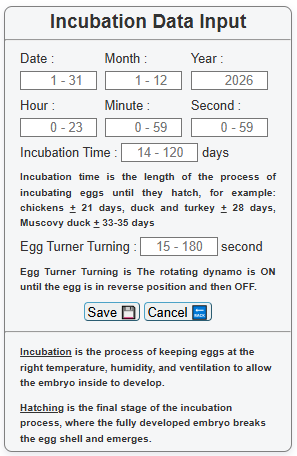 Incubation Data Input
Date : Month : Year :
1 - 31 1 - 12 2026
Hour : Minute : Second :
0 - 23 0 - 59 0 - 59
Incubation Time : 14 - 120 days
Incubation time is the length of the process of
incubating eggs until they hatch, for example:
chickens + 21 days, duck and turkey + 28 days,
Muscovy duck + 33-35 days
Egg Turner Turning : 15 - 180 second
Egg Turner Turning is The rotating dynamo is ON
until the egg is in reverse position and then OFF.
Save Cancel BACK
Incubation is the process of keeping eggs at the
right temperature, humidity, and ventilation to allow
the embryo inside to develop.
Hatching is the final stage of the incubation
process, where the fully developed embryo breaks
the egg shell and emerges.